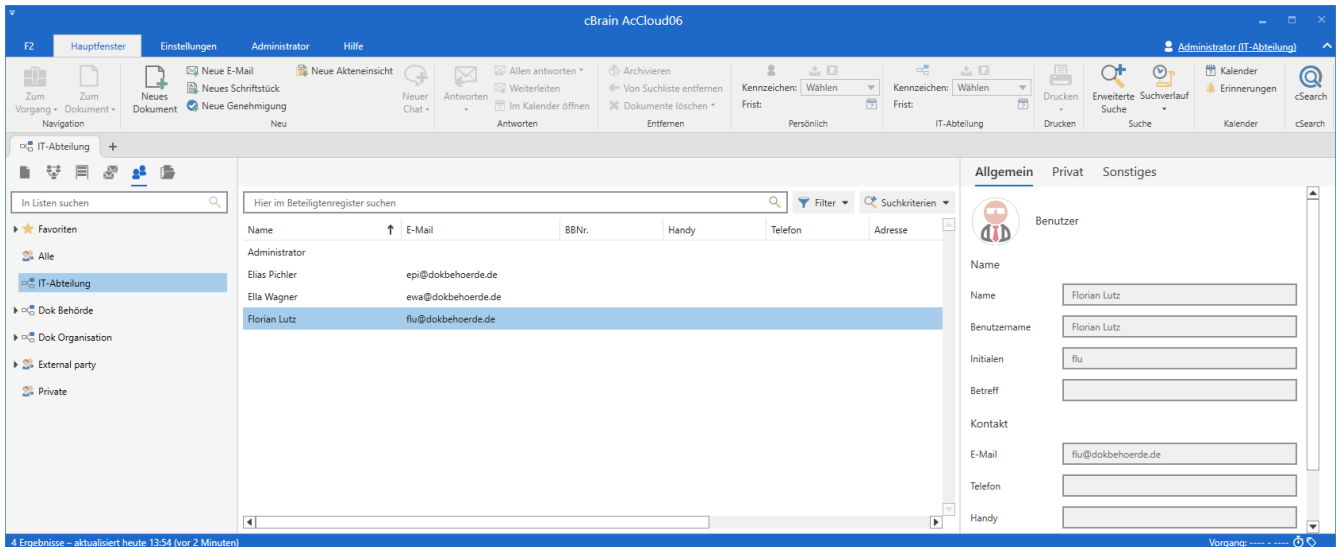 cBrain AcCloud06
F2 Hauptfenster Einstellungen Administrator Hilfe Administrator (IT-Abteilung)
Zum Vorgang Zum Dokument
Navigation
Neues Dokument
Neue E-Mail
Neues Schriftstück
Neue Genehmigung
Neue Akteneinsicht
Neu
Neuer Chat
Antworten
Allen antworten
Weiterleiten
Im Kalender öffnen
Antworten
Archivieren
Von Suchliste entfernen
Dokumente löschen
Entfernen
Kennzeichen: Wählen
Frist:
Persönlich
Kennzeichen: Wählen
Frist:
IT-Abteilung
Drucken
Drucken
Erweiterte Suche
Suchverlauf
Suche
Kalender
Erinnerungen
Kalender
cSearch
cSearch
IT-Abteilung +
In Listen suchen
Favoriten
Alle
IT-Abteilung
Dok Behörde
Dok Organisation
External party
Private
Hier im Beteiligtenregister suchen Filter Suchkriterien
Name E-Mail BBNr. Handy Telefon Adresse
Administrator
Elias Pichler epi@dokbehoerde.de
Ella Wagner ewa@dokbehoerde.de
Florian Lutz flu@dokbehoerde.de
Allgemein Privat Sonstiges
Benutzer
Name
Name Florian Lutz
Benutzername Florian Lutz
Initialen flu
Betreff
Kontakt
E-Mail flu@dokbehoerde.de
Telefon
Handy
4 Ergebnisse – aktualisiert heute 13:54 (vor 2 Minuten) Vorgang: ---- - ----